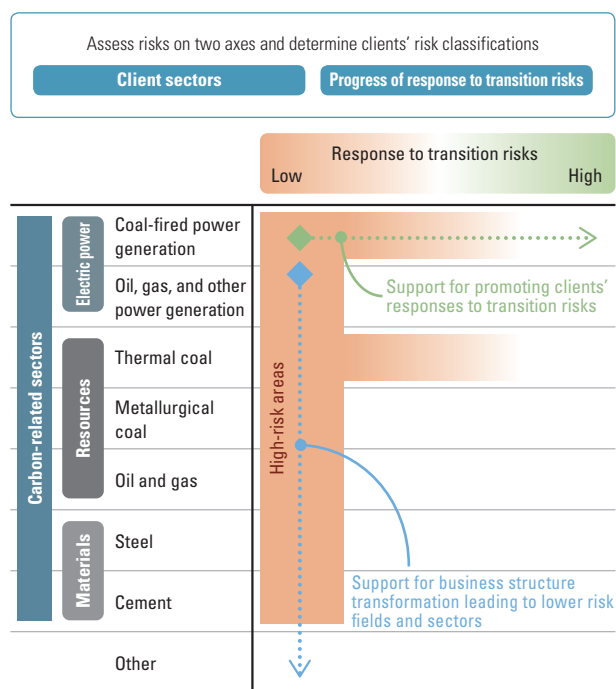 Assess risks on two axes and determine clients’ risk classifications
Client sectors
Progress of response to transition risks
Response to transition risks
Low
High
Carbon-related sectors
Electric power
Coal-fired power
generation
Oil, gas, and other
power generation
Support for promoting clients’
responses to transition risks
Resources
Thermal coal
Metallurgical
coal
Oil and gas
High-risk areas
Materials
Steel
Cement
Support for business structure
transformation leading to lower risk
fields and sectors
Other